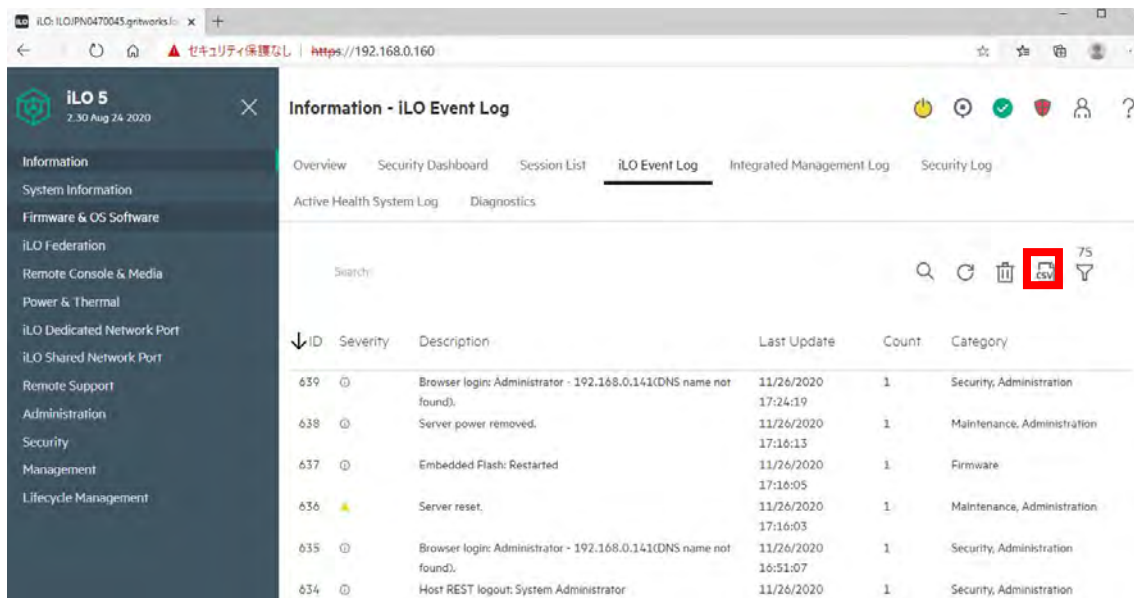 iLO: ILOJPN0470045.gritworks.lo
セキュリティ保護なし | https://192.168.0.160
iLO 5
2.30 Aug 24 2020
Information - iLO Event Log
Information
System Information
Firmware & OS Software
iLO Federation
Remote Console & Media
Power & Thermal
iLO Dedicated Network Port
iLO Shared Network Port
Remote Support
Administration
Security
Management
Lifecycle Management
Overview Security Dashboard Session List iLO Event Log Integrated Management Log Security Log
Active Health System Log Diagnostics
75
Search
CSV
ID Severity Description Last Update Count Category
639 Browser login: Administrator - 192.168.0.141(DNS name not 11/26/2020 1 Security, Administration
found). 17:24:19
638 Server power removed. 11/26/2020 1 Maintenance, Administration
17:16:13
637 Embedded Flash: Restarted 11/26/2020 1 Firmware
17:16:05
636 Server reset. 11/26/2020 1 Maintenance, Administration
17:16:03
635 Browser login: Administrator - 192.168.0.141(DNS name not 11/26/2020 1 Security, Administration
found). 16:51:07
634 Host REST logout: System Administrator 11/26/2020 1 Security, Administration